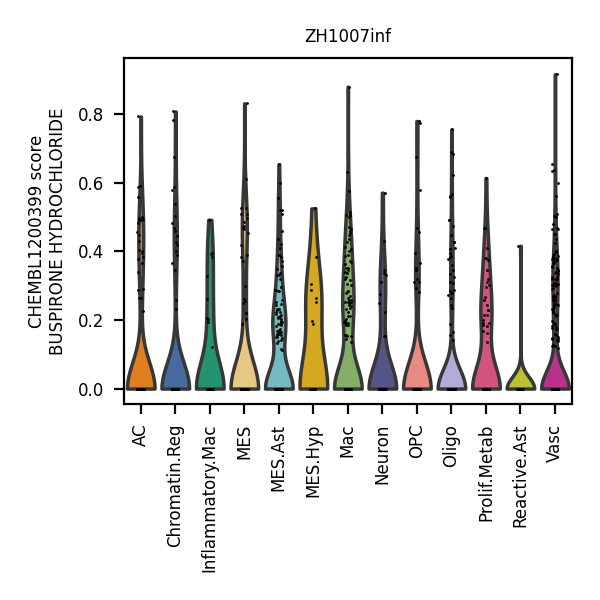 ZH1007inf
CHEMBL1200399 score
BUSPIRONE HYDROCHLORIDE
0.8
0.6
0.4
0.2
0.0
AC
Chromatin.Reg
Inflammatory.Mac
MES
MES.Ast
MES.Hyp
Mac
Neuron
OPC
Oligo
Prolif.Metab
Reactive.Ast
Vasc